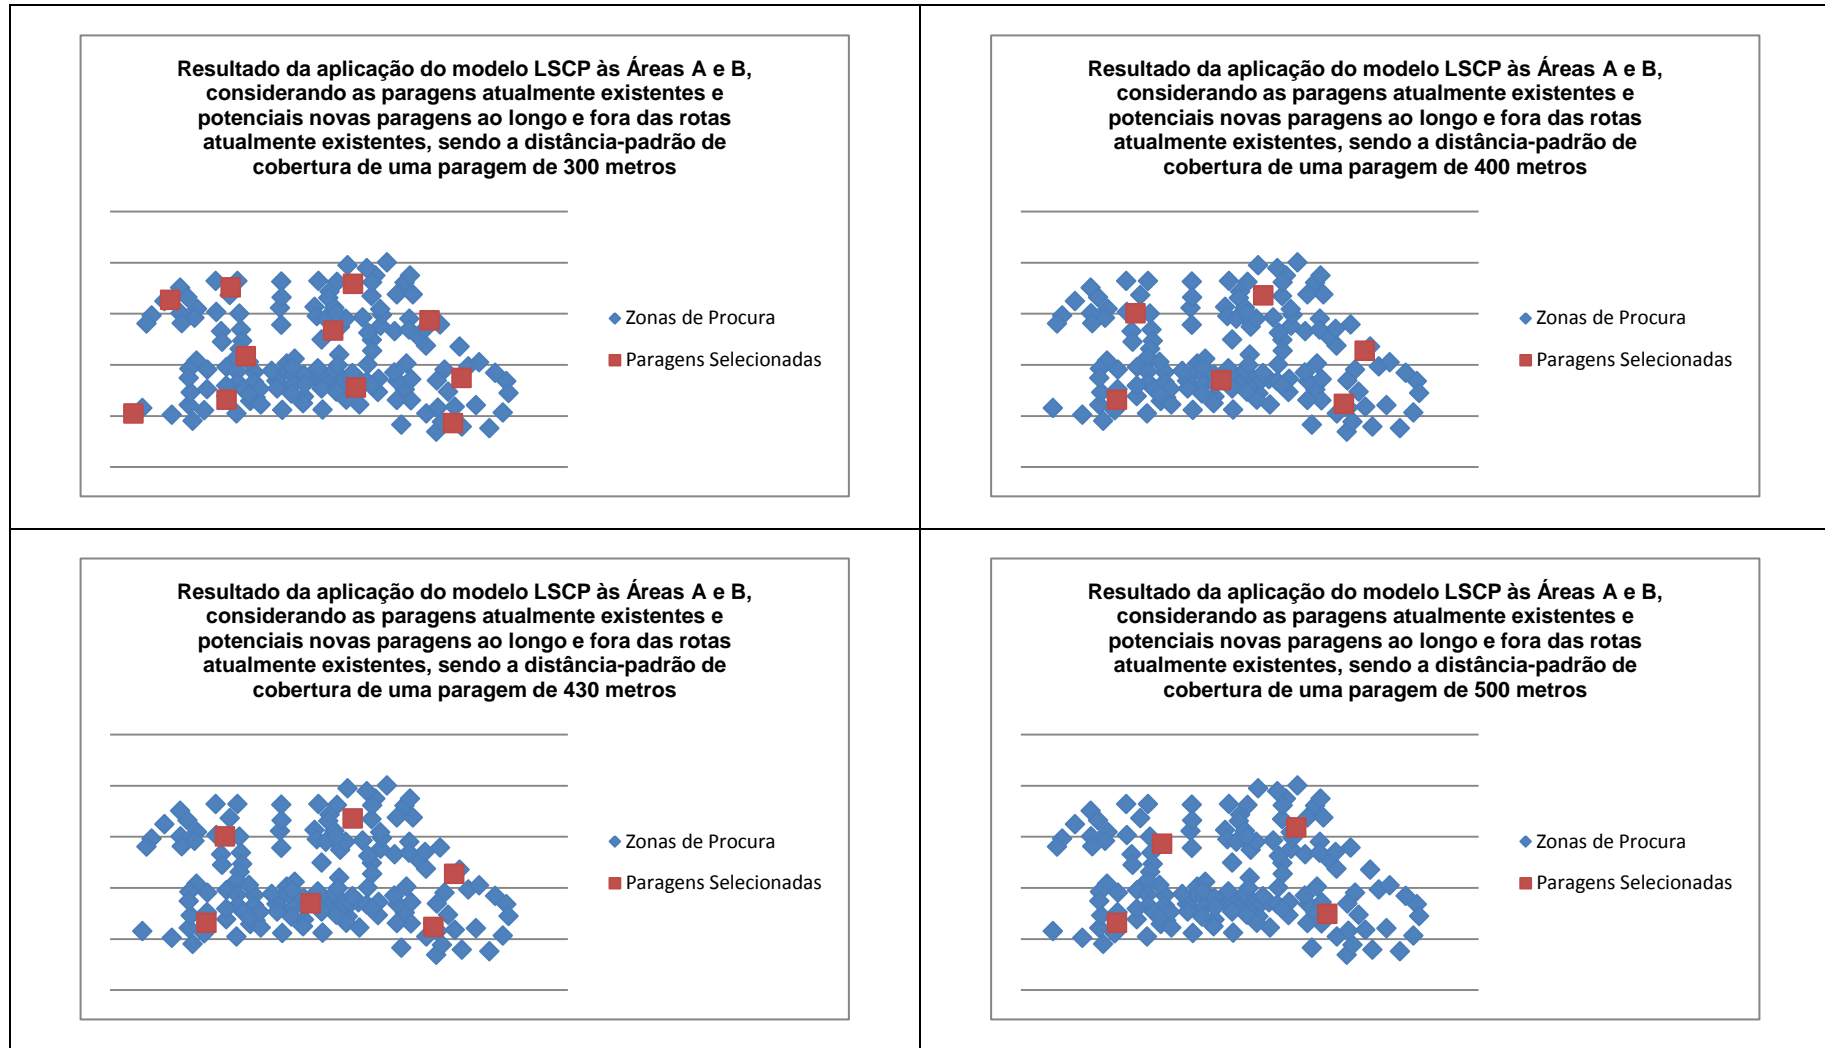 Resultado da aplicação do modelo LSCP às Áreas A e B,
considerando as paragens atualmente existentes e
potenciais novas paragens ao longo e fora das rotas
atualmente existentes, sendo a distância-padrão de
cobertura de uma paragem de 300 metros
Zonas de Procura
Paragens Selecionadas
Resultado da aplicação do modelo LSCP às Áreas A e B,
considerando as paragens atualmente existentes e
potenciais novas paragens ao longo e fora das rotas
atualmente existentes, sendo a distância-padrão de
cobertura de uma paragem de 400 metros
Zonas de Procura
Paragens Selecionadas
Resultado da aplicação do modelo LSCP às Áreas A e B,
considerando as paragens atualmente existentes e
potenciais novas paragens ao longo e fora das rotas
atualmente existentes, sendo a distância-padrão de
cobertura de uma paragem de 430 metros
Zonas de Procura
Paragens Selecionadas
Resultado da aplicação do modelo LSCP às Áreas A e B,
considerando as paragens atualmente existentes e
potenciais novas paragens ao longo e fora das rotas
atualmente existentes, sendo a distância-padrão de
cobertura de uma paragem de 500 metros
Zonas de Procura
Paragens Selecionadas